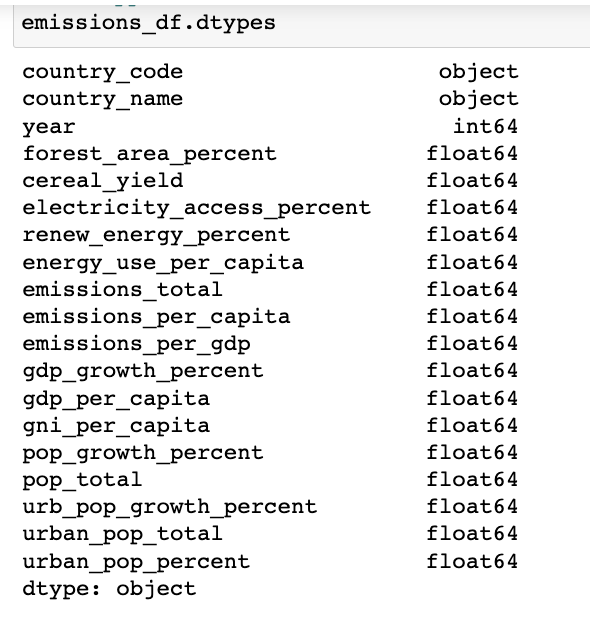 emissions_df.dtypes
country_code object
country_name object
year int64
forest_area_percent float64
cereal_yield float64
electricity_access_percent float64
renew_energy_percent float64
energy_use_per_capita float64
emissions_total float64
emissions_per_capita float64
emissions_per_gdp float64
gdp_growth_percent float64
gdp_per_capita float64
gni_per_capita float64
pop_growth_percent float64
pop_total float64
urb_pop_growth_percent float64
urban_pop_total float64
urban_pop_percent float64
dtype: object